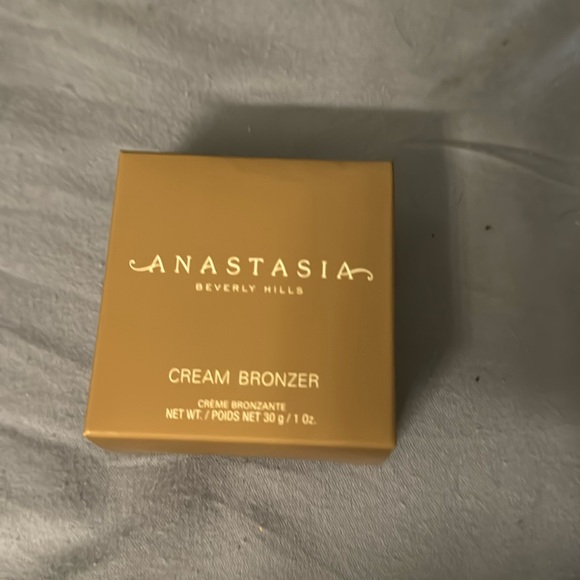 ANASTASIA
BEVERLY HILLS
CREAM BRONZER
CRÈME BRONZANTE
NET WT. / POIDS NET 30 g / 1 Oz.